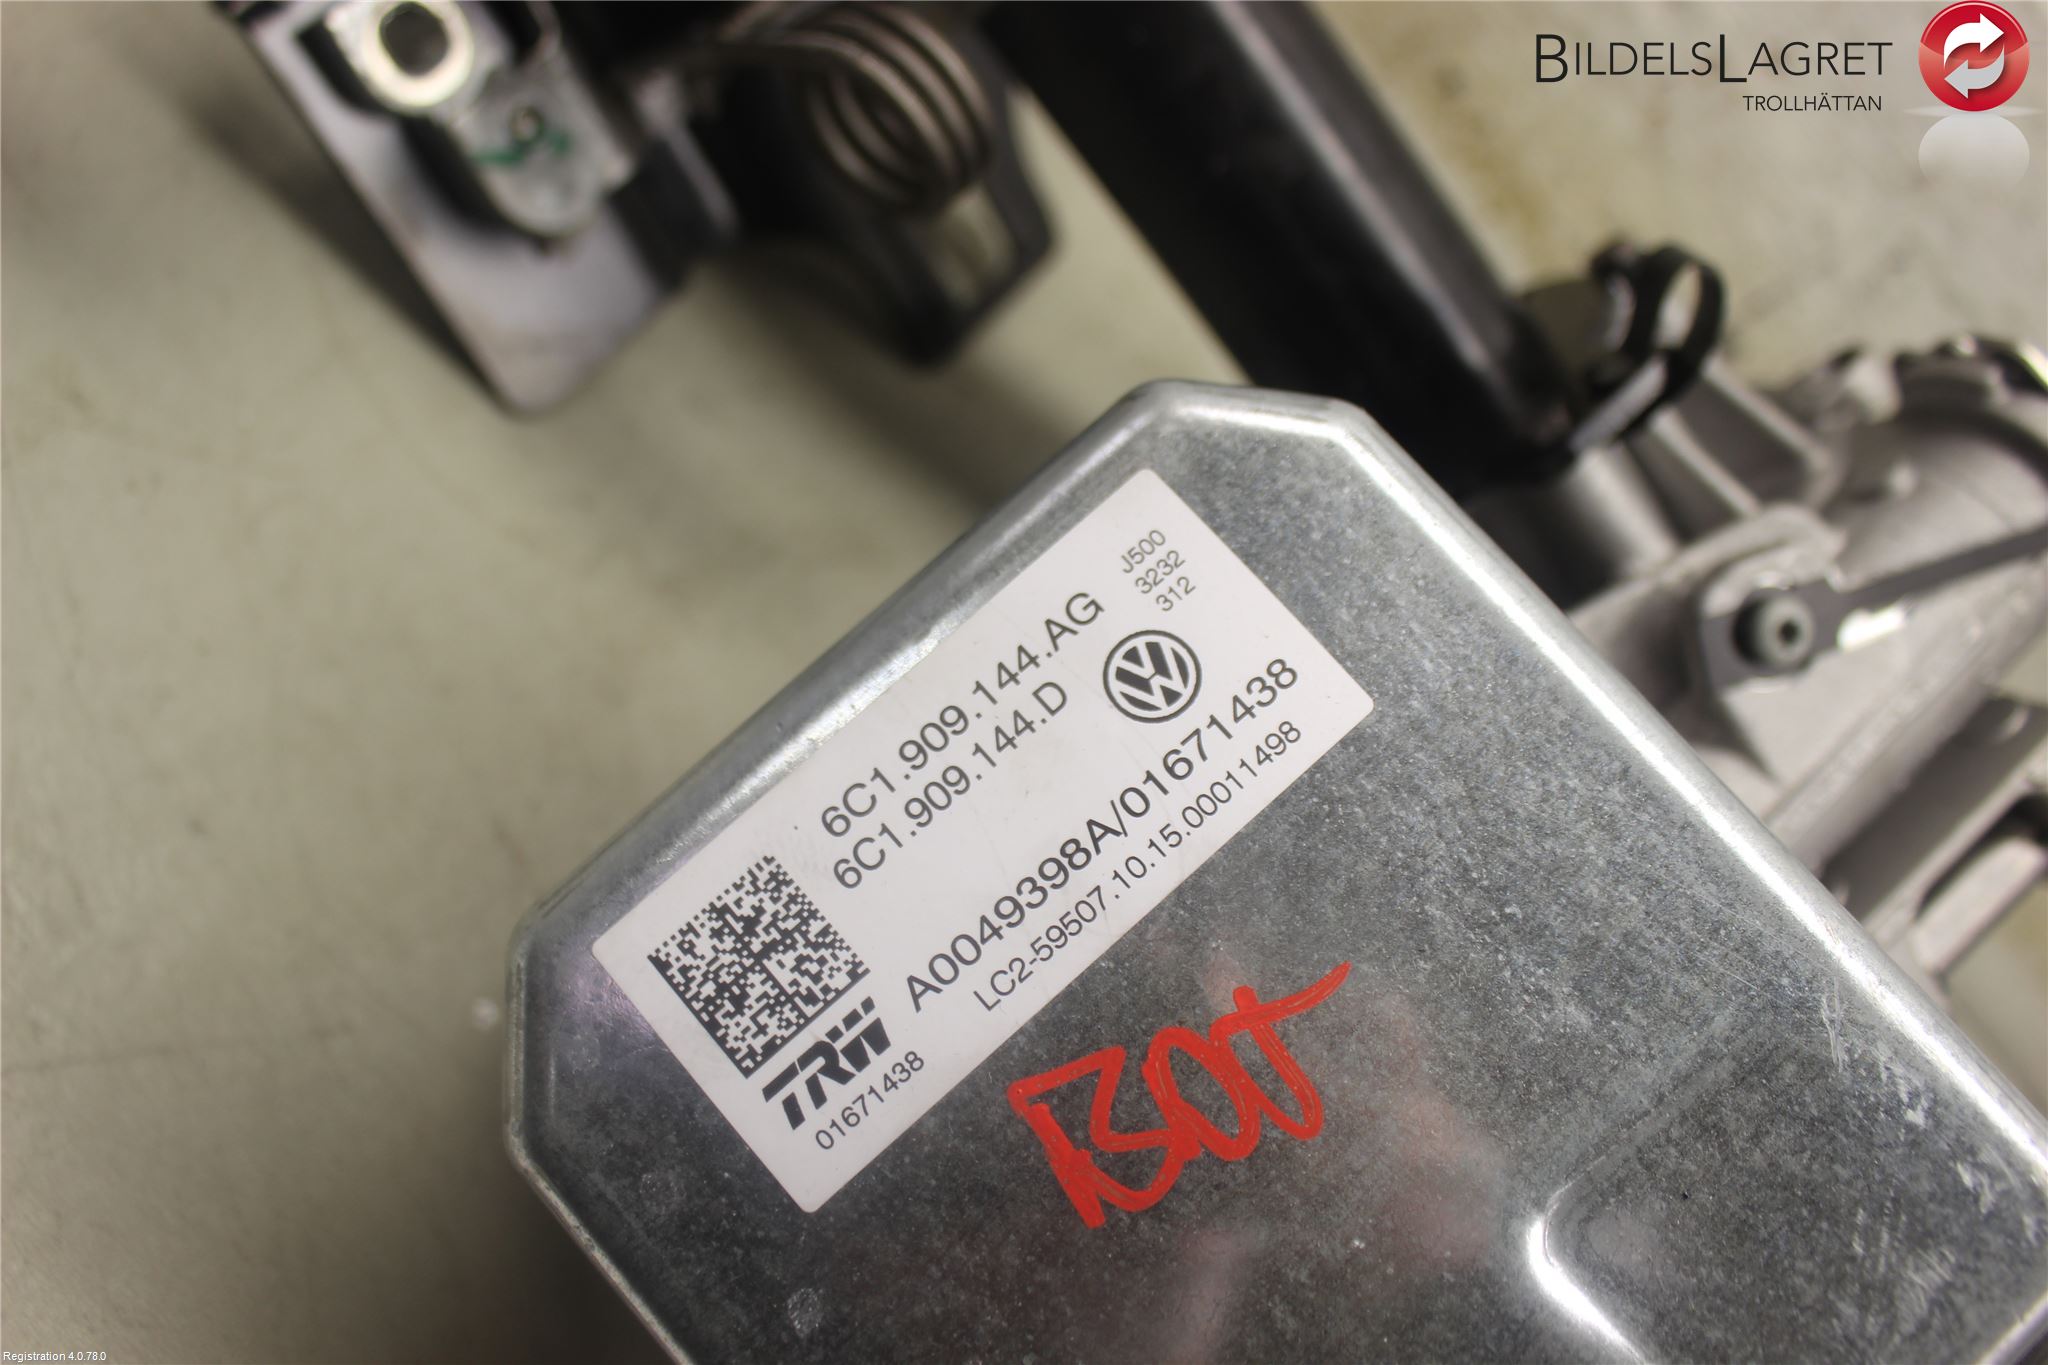 BILDELSLAGRET
TROLLHÄTTAN
J500
3232
312
6C1.909.144.AG
6C1.909.144.D
A0049398A/01671438
LC2-59507.10.15.00011498
TRW
01671438
Registration 4.0.78.0